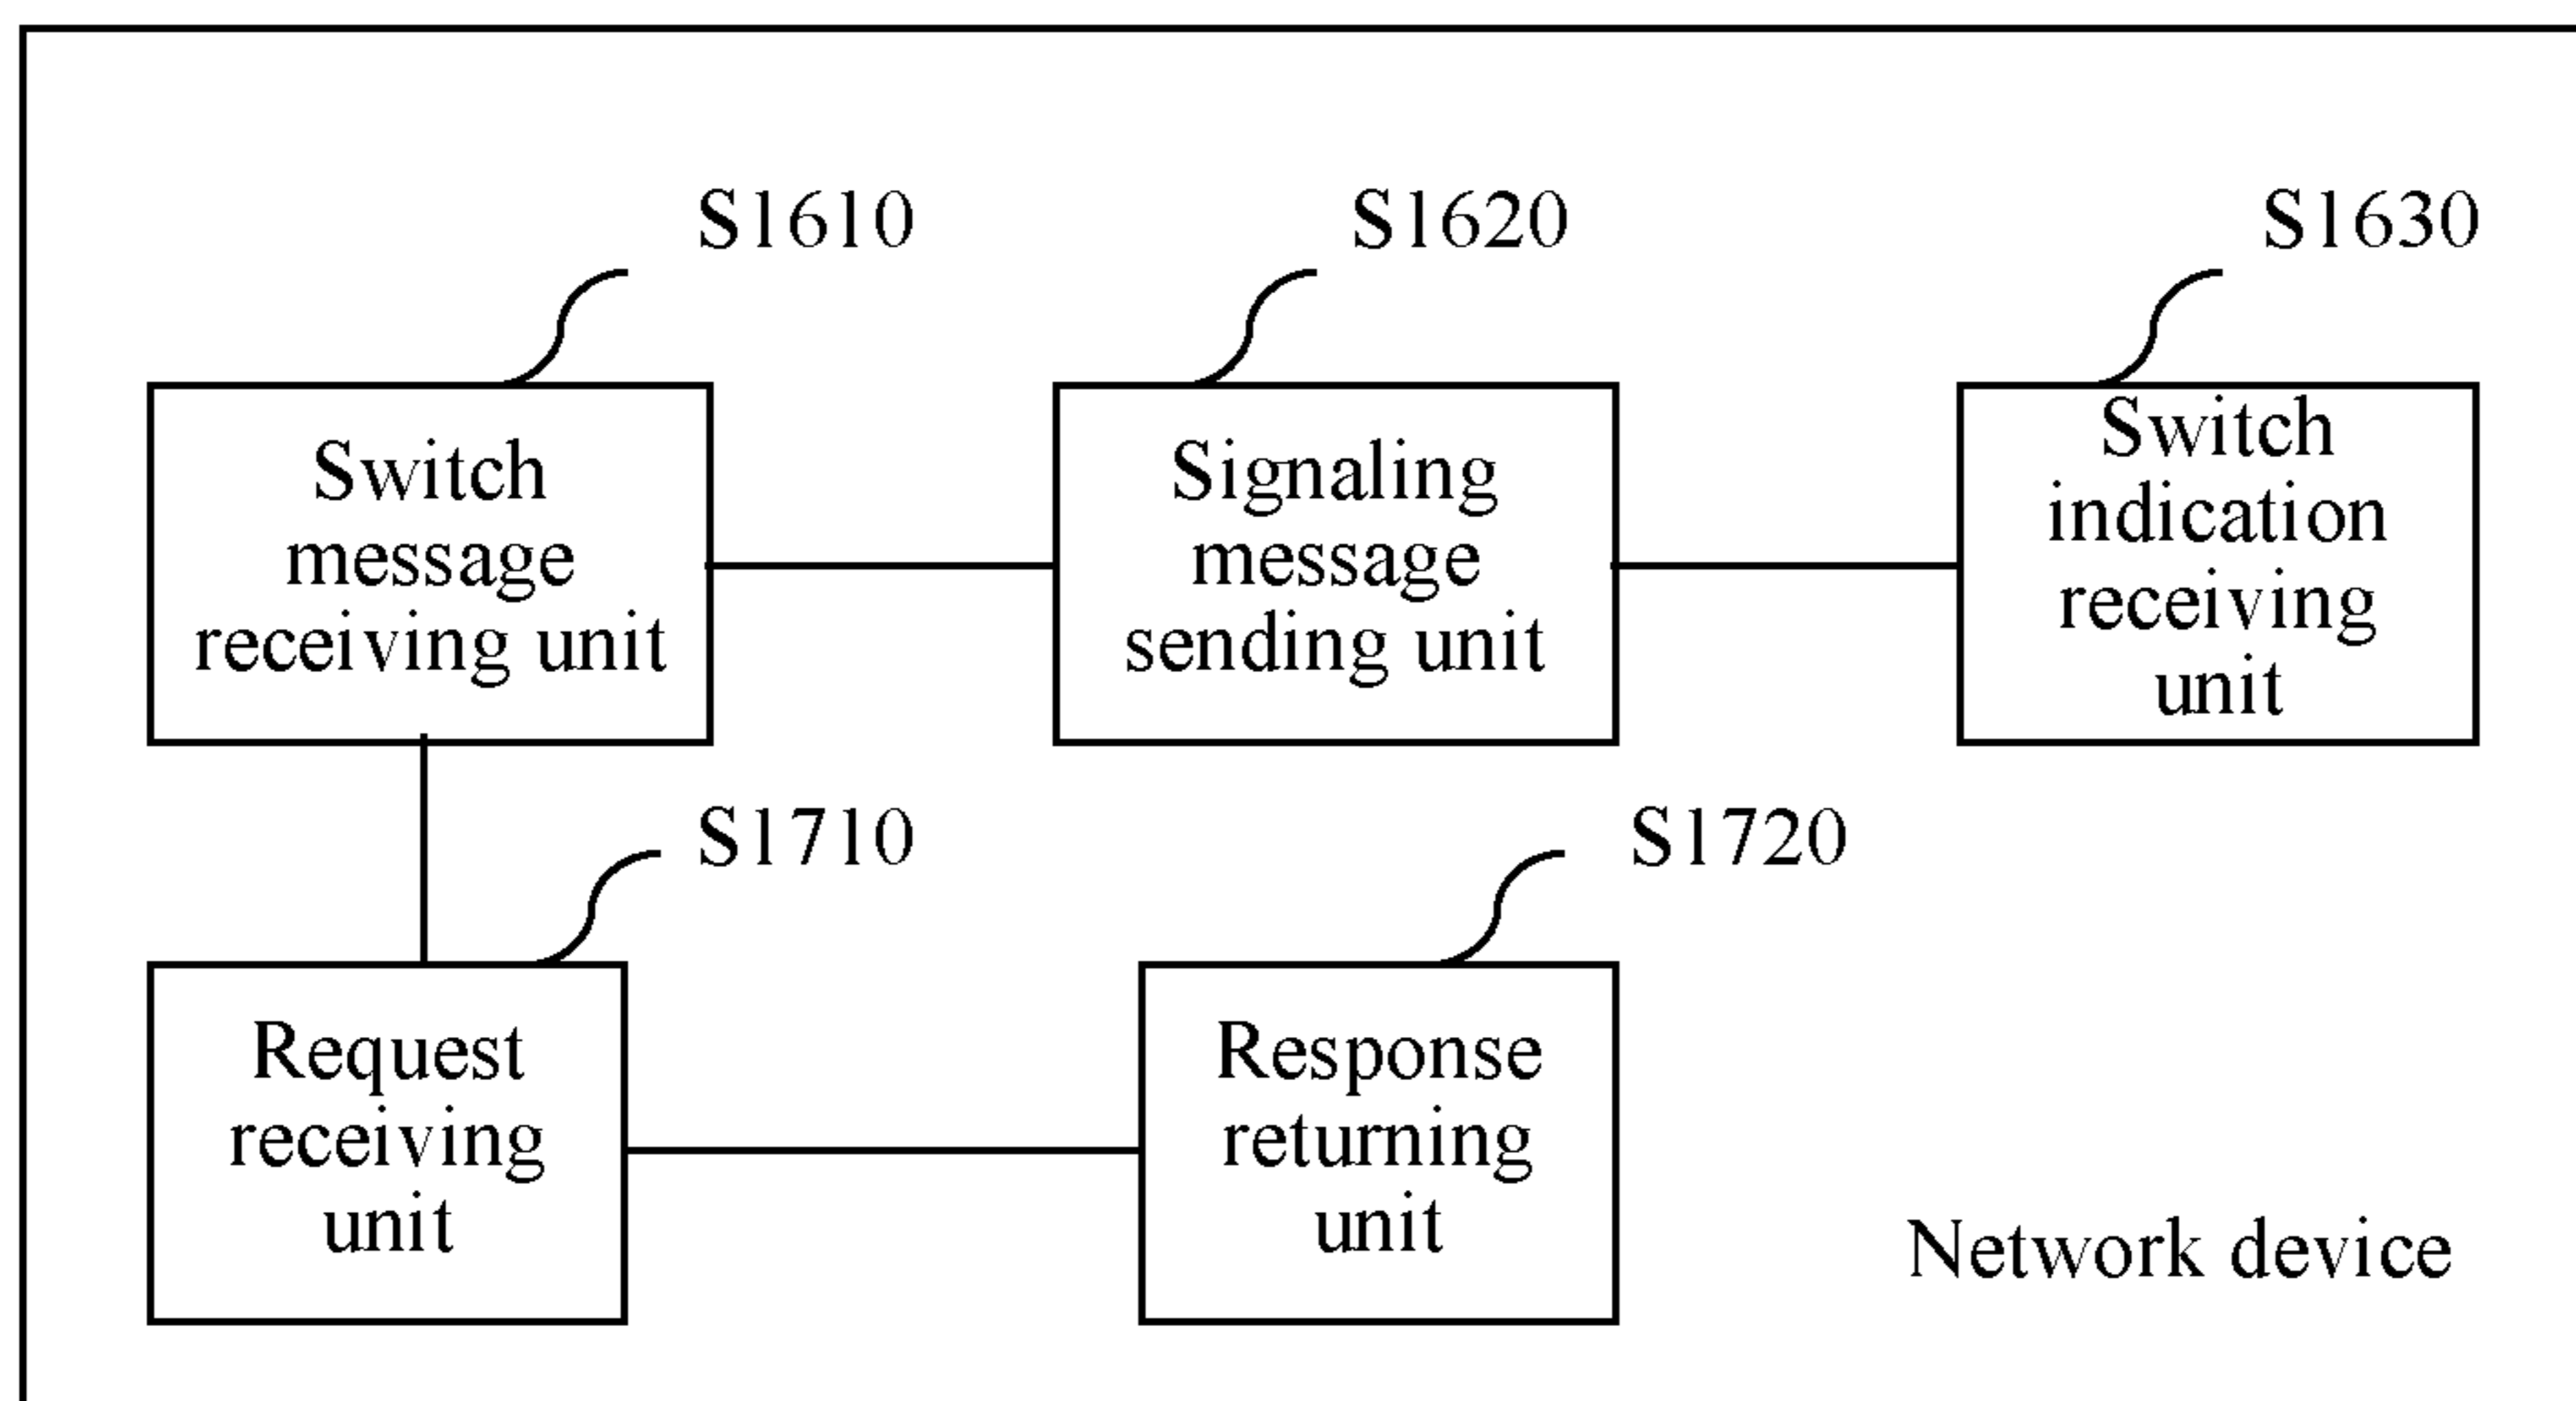 S1610
S1620
S1630
Switch
message
receiving unit
Signaling
message
sending unit
Switch
indication
receiving
unit
S1710
S1720
Request
receiving
unit
Response
returning
unit
Network device